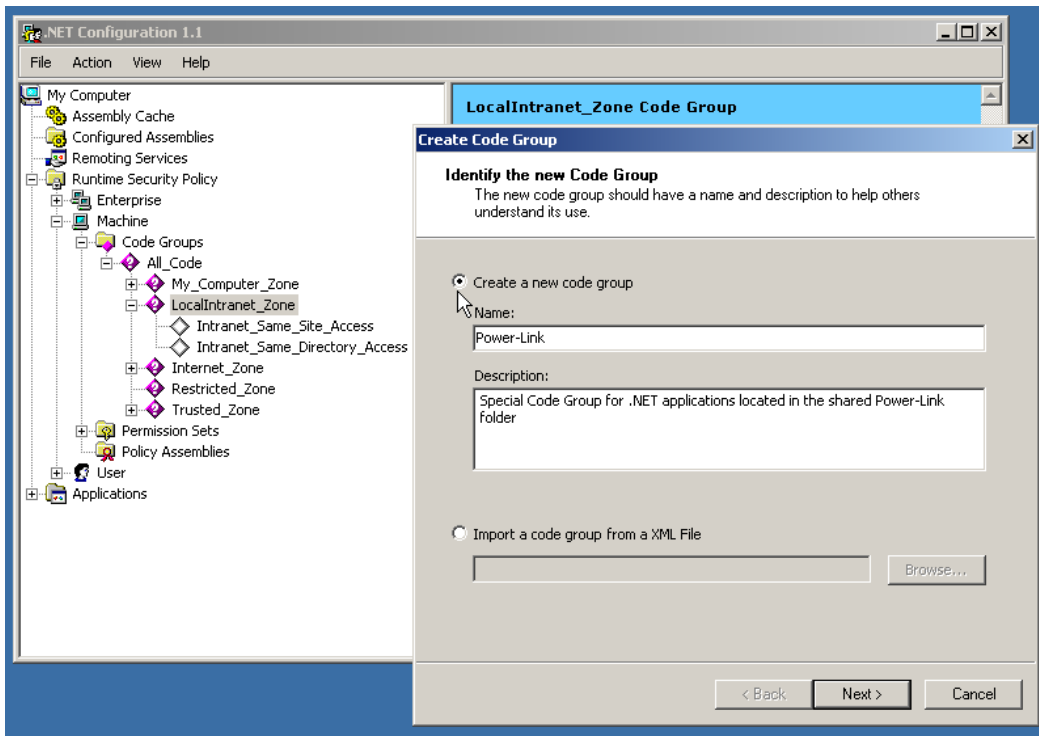 .NET Configuration 1.1
File Action View Help
My Computer
Assembly Cache
Configured Assemblies
Remoting Services
Runtime Security Policy
Enterprise
Machine
Code Groups
All_Code
My_Computer_Zone
LocalIntranet_Zone
Intranet_Same_Site_Access
Intranet_Same_Directory_Access
Internet_Zone
Restricted_Zone
Trusted_Zone
Permission Sets
Policy Assemblies
User
Applications
LocalIntranet_Zone Code Group
Create Code Group
Identify the new Code Group
The new code group should have a name and description to help others
understand its use.
Create a new code group
Name:
Power-Link
Description:
Special Code Group for .NET applications located in the shared Power-Link
folder
Import a code group from a XML File
Browse...
< Back Next > Cancel